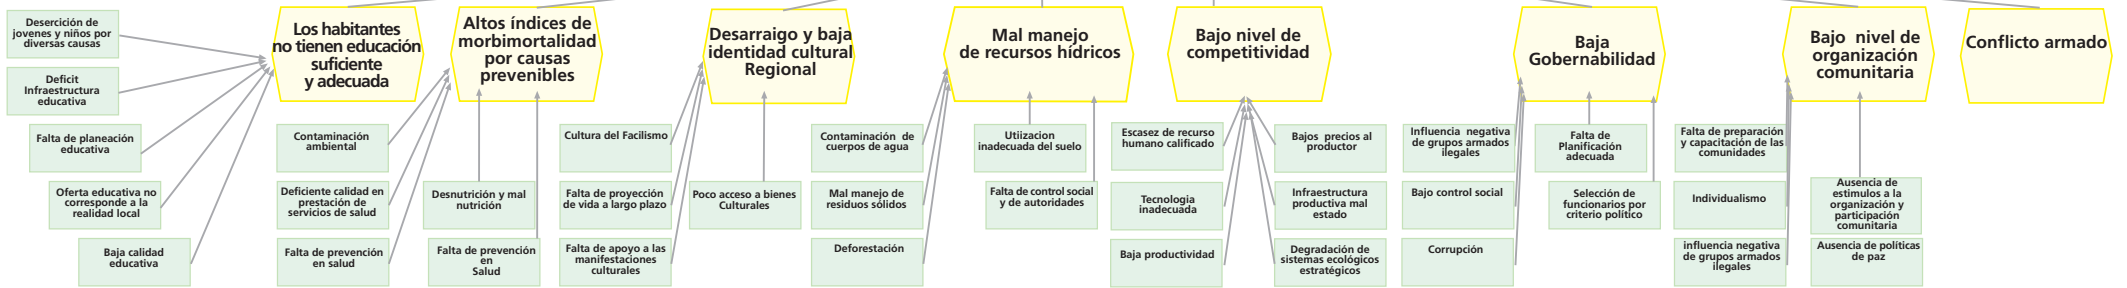 Deserción de
jovenes y niños por
diversas causas
Deficit
Infraestructura
educativa
Falta de planeación
educativa
Oferta educativa no
corresponde a la
realidad local
Baja calidad
educativa
Los habitantes
no tienen educación
suficiente
y adecuada
Altos índices de
morbimortalidad
por causas
prevenibles
Contaminación
ambiental
Deficiente calidad en
prestación de
servicios de salud
Falta de prevención
en salud
Desnutrición y mal
nutrición
Falta de prevención
en
Salud
Desarraigo y baja
identidad cultural
Regional
Cultura del Facilismo
Falta de proyección
de vida a largo plazo
Falta de apoyo a las
manifestaciones
culturales
Poco acceso a bienes
Culturales
Mal manejo
de recursos hídricos
Contaminación de
cuerpos de agua
Mal manejo de
residuos sólidos
Deforestación
Utiizacion
inadecuada del suelo
Falta de control social
y de autoridades
Bajo nivel de
competitividad
Escasez de recurso
humano calificado
Tecnologia
inadecuada
Baja productividad
Bajos precios al
productor
Infraestructura
productiva mal
estado
Degradación de
sistemas ecológicos
estratégicos
Baja
Gobernabilidad
Influencia negativa
de grupos armados
ilegales
Bajo control social
Corrupción
Falta de
Planificación
adecuada
Selección de
funcionarios por
criterio político
Bajo nivel de
organización
comunitaria
Falta de preparación
y capacitación de las
comunidades
Individualismo
influencia negativa
de grupos armados
ilegales
Ausencia de
estimulos a la
organización y
participación
comunitaria
Ausencia de políticas
de paz
Conflicto armado